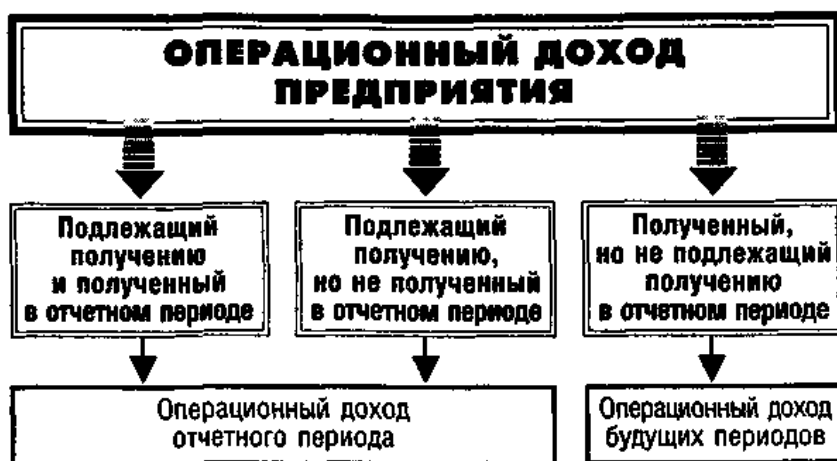 ОПЕРАЦИОННЫЙ ДОХОД
ПРЕДПРИЯТИЯ
Подлежащий
получению
и полученный
в отчетном периоде
Подлежащий
получению,
но не полученный
в отчетном периоде
Полученный,
но не подлежащий
получению
в отчетном периоде
Операционный доход
отчетного периода
Операционный доход
будущих периодов